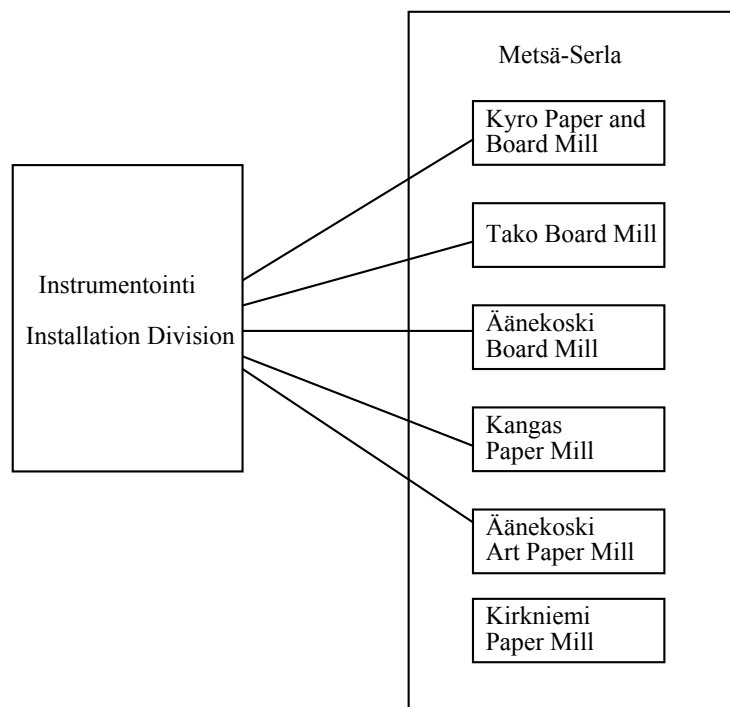 Metsä-Serla
Kyro Paper and
Board Mill
Tako Board Mill
Instrumentointi
Installation Division
Äänekoski
Board Mill
Kangas
Paper Mill
Äänekoski
Art Paper Mill
Kirkniemi
Paper Mill